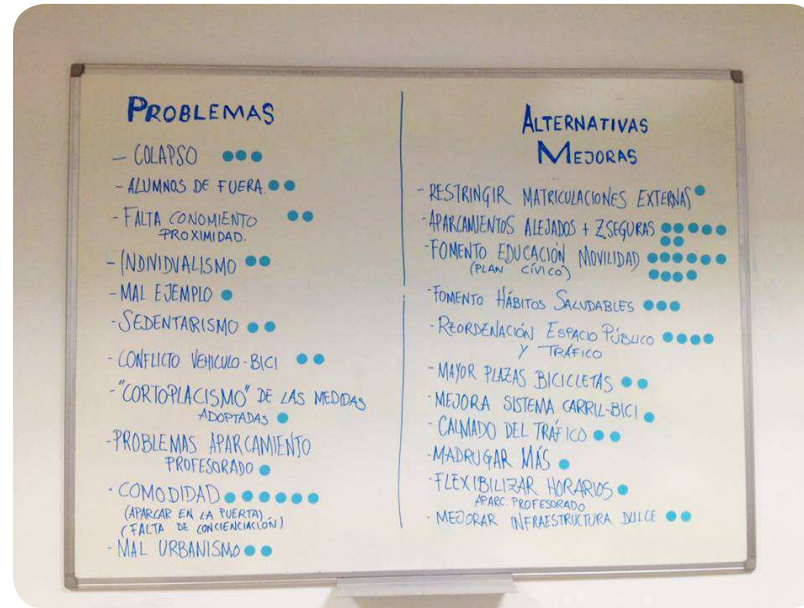 PROBLEMAS
- COLAPSO
- ALUMNOS DE FUERA.
- FALTA CONOMIENTO
PROXIMIDAD.
- INDIVIDUALISMO
- MAL EJEMPLO
- SEDENTARISMO
- CONFLICTO VEHICULO-BICI
- "CORTOPLACISMO" DE LAS MEDIDAS
ADOPTADAS
- PROBLEMAS APARCAMIENTO
PROFESORADO
- COMODIDAD
(APARCAR EN LA PUERTA)
(FALTA DE CONCIENCIACIÓN)
- MAL URBANISMO
ALTERNATIVAS
MEJORAS
- RESTRINGIR MATRICULACIONES EXTERNAS
- APARCAMIENTOS ALEJADOS + Z.SEGURAS
- FOMENTO EDUCACIÓN MOVILIDAD
(PLAN CÍVICO)
- FOMENTO HÁBITOS SALUDABLES
- REORDENACIÓN ESPACIO PÚBLICO
Y TRÁFICO
- MAYOR PLAZAS BICICLETAS
- MEJORA SISTEMA CARRIL-BICI
- CALMADO DEL TRÁFICO
- MADRUGAR MÁS
- FLEXIBILIZAR HORARIOS
APARC. PROFESORADO
- MEJORAR INFRAESTRUCTURA DULCE